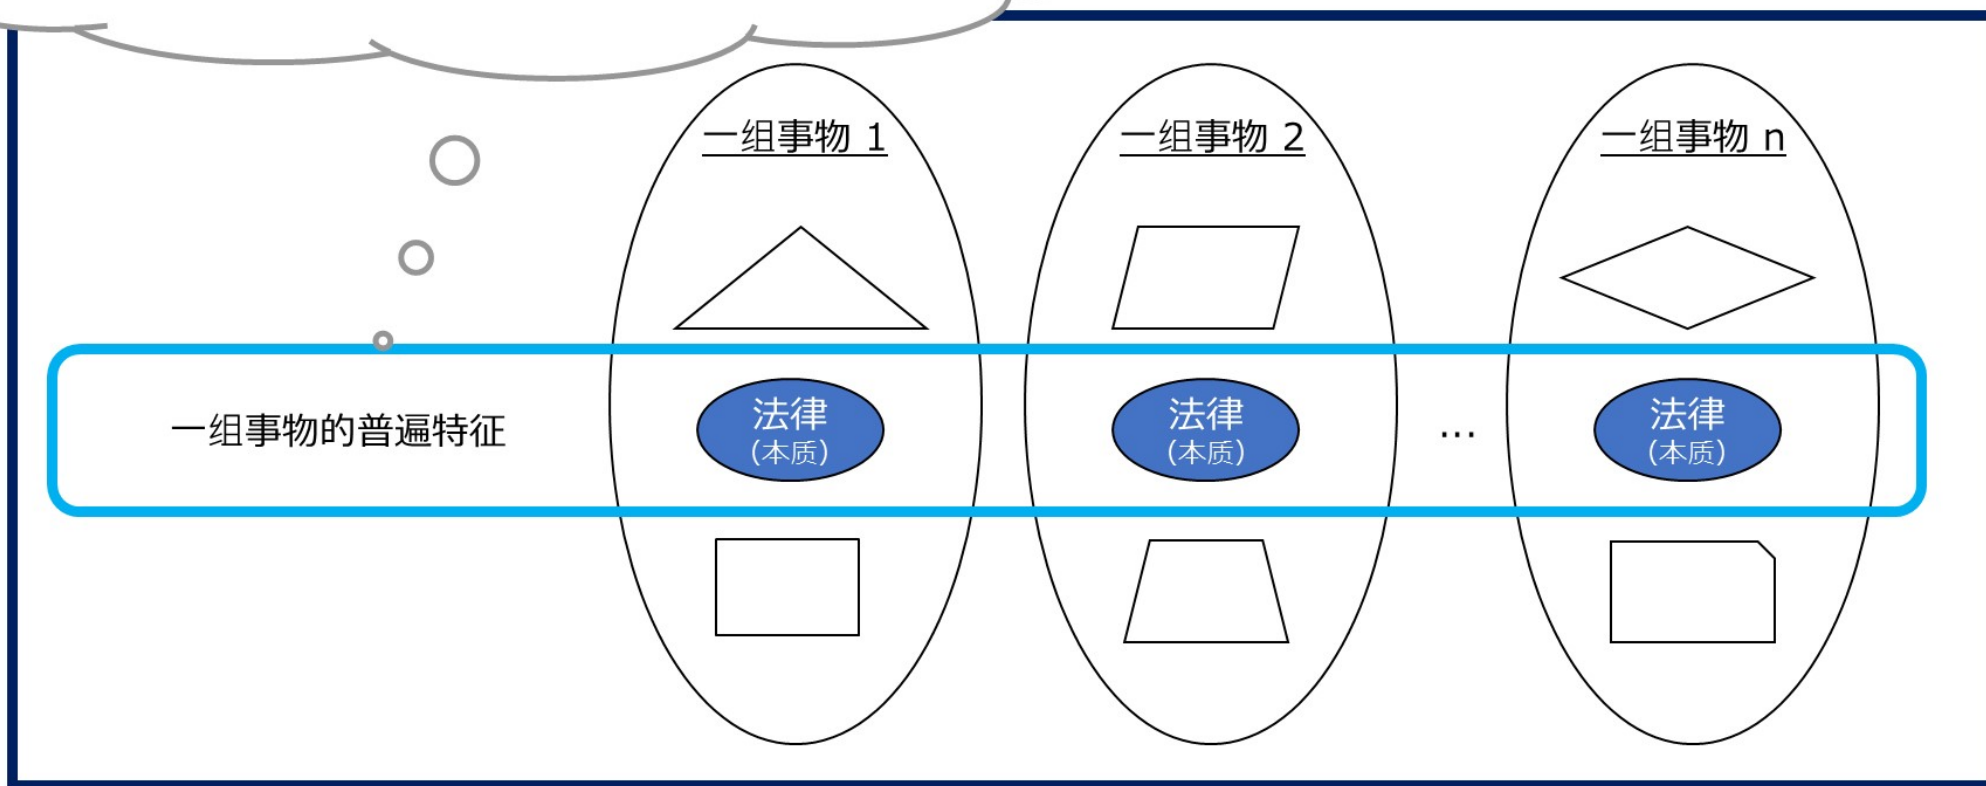 一组事物 1
一组事物 2
一组事物 n
一组事物的普遍特征
法律
(本质)
法律
(本质)
...
法律
(本质)